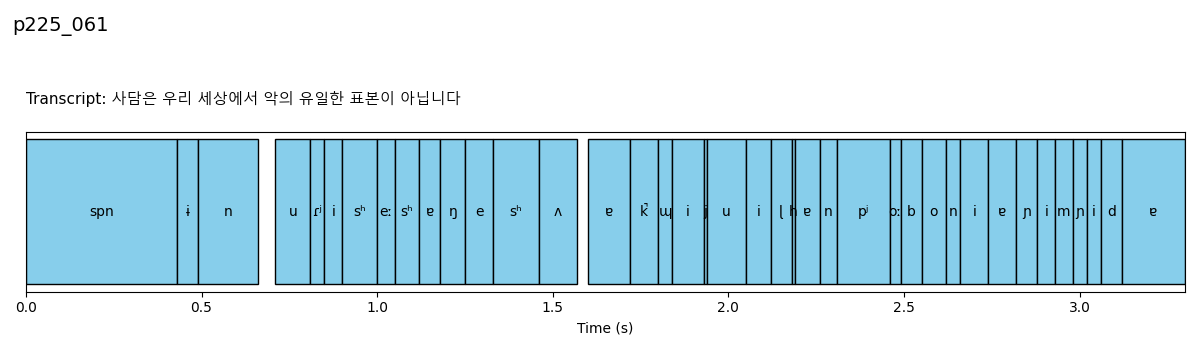 p225_061
Transcript: 사담은 우리 세상에서 악의 유일한 표본이 아닙니다
spn ɨ n u ɾʲ i sʰ eː sʰ ɐ ŋ e sʰ ʌ ɐ k̚ ɰ i j u i ɭ h ɐ n pʲ oː b o n i ɐ ɲ i m ɲ i d ɐ
0.0 0.5 1.0 1.5 2.0 2.5 3.0
Time (s)